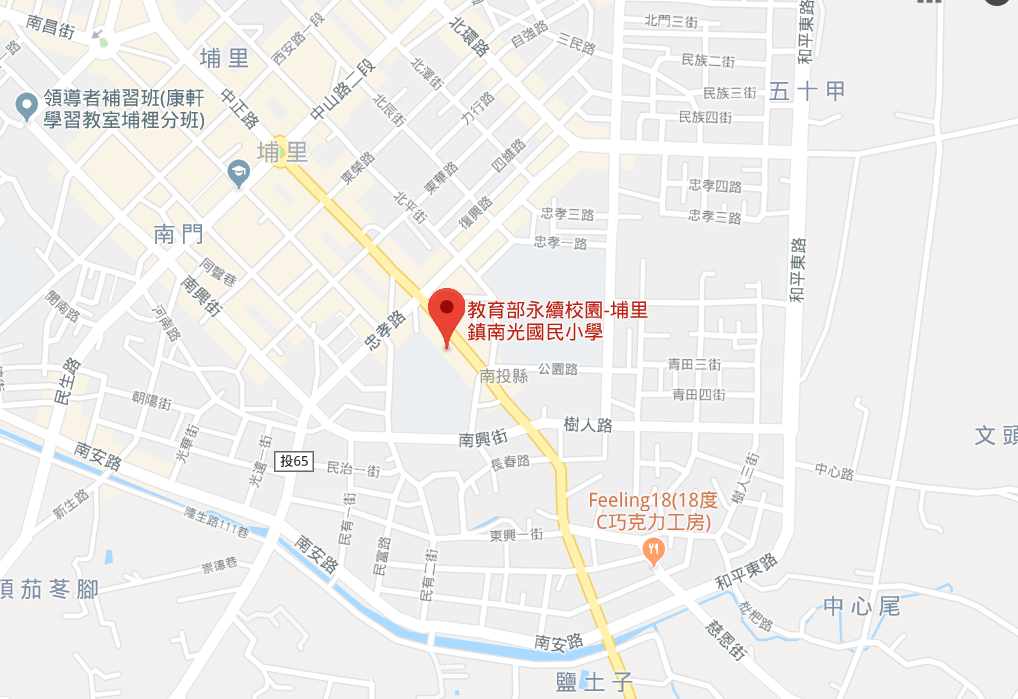 南昌街
西安路一段
北環路
自強路
三民路
北門三街
和平東路
埔里
北澤街
民族二街
領導者補習班(康軒
學習教室埔裡分班)
中正路
中山路二段
北辰街
力行路
民族三街
五十甲
民族四街
埔里
東榮路
東華路
四維路
忠孝四路
北平街
復興路
忠孝三路
忠孝三路
南門
忠孝一路
同聲巷
南興街
和平東路
開南路
河南路
忠孝路
教育部永續校園-埔里
鎮南光國民小學
民生路
南投縣
公園路
青田三街
青田四街
朝陽街
樹人路
南興街
文頭
光華街
光遠一街
南安路
投65
民治一街
長春路
樹人三街
中心路
新生路
Feeling18(18度
C巧克力工房)
隆生路111巷
民有一街
東興一街
南安路
民富路
民有二街
崇德巷
和平東路
頂茄苳腳
中心尾
枇杷路
慈恩街
南安路
鹽土子